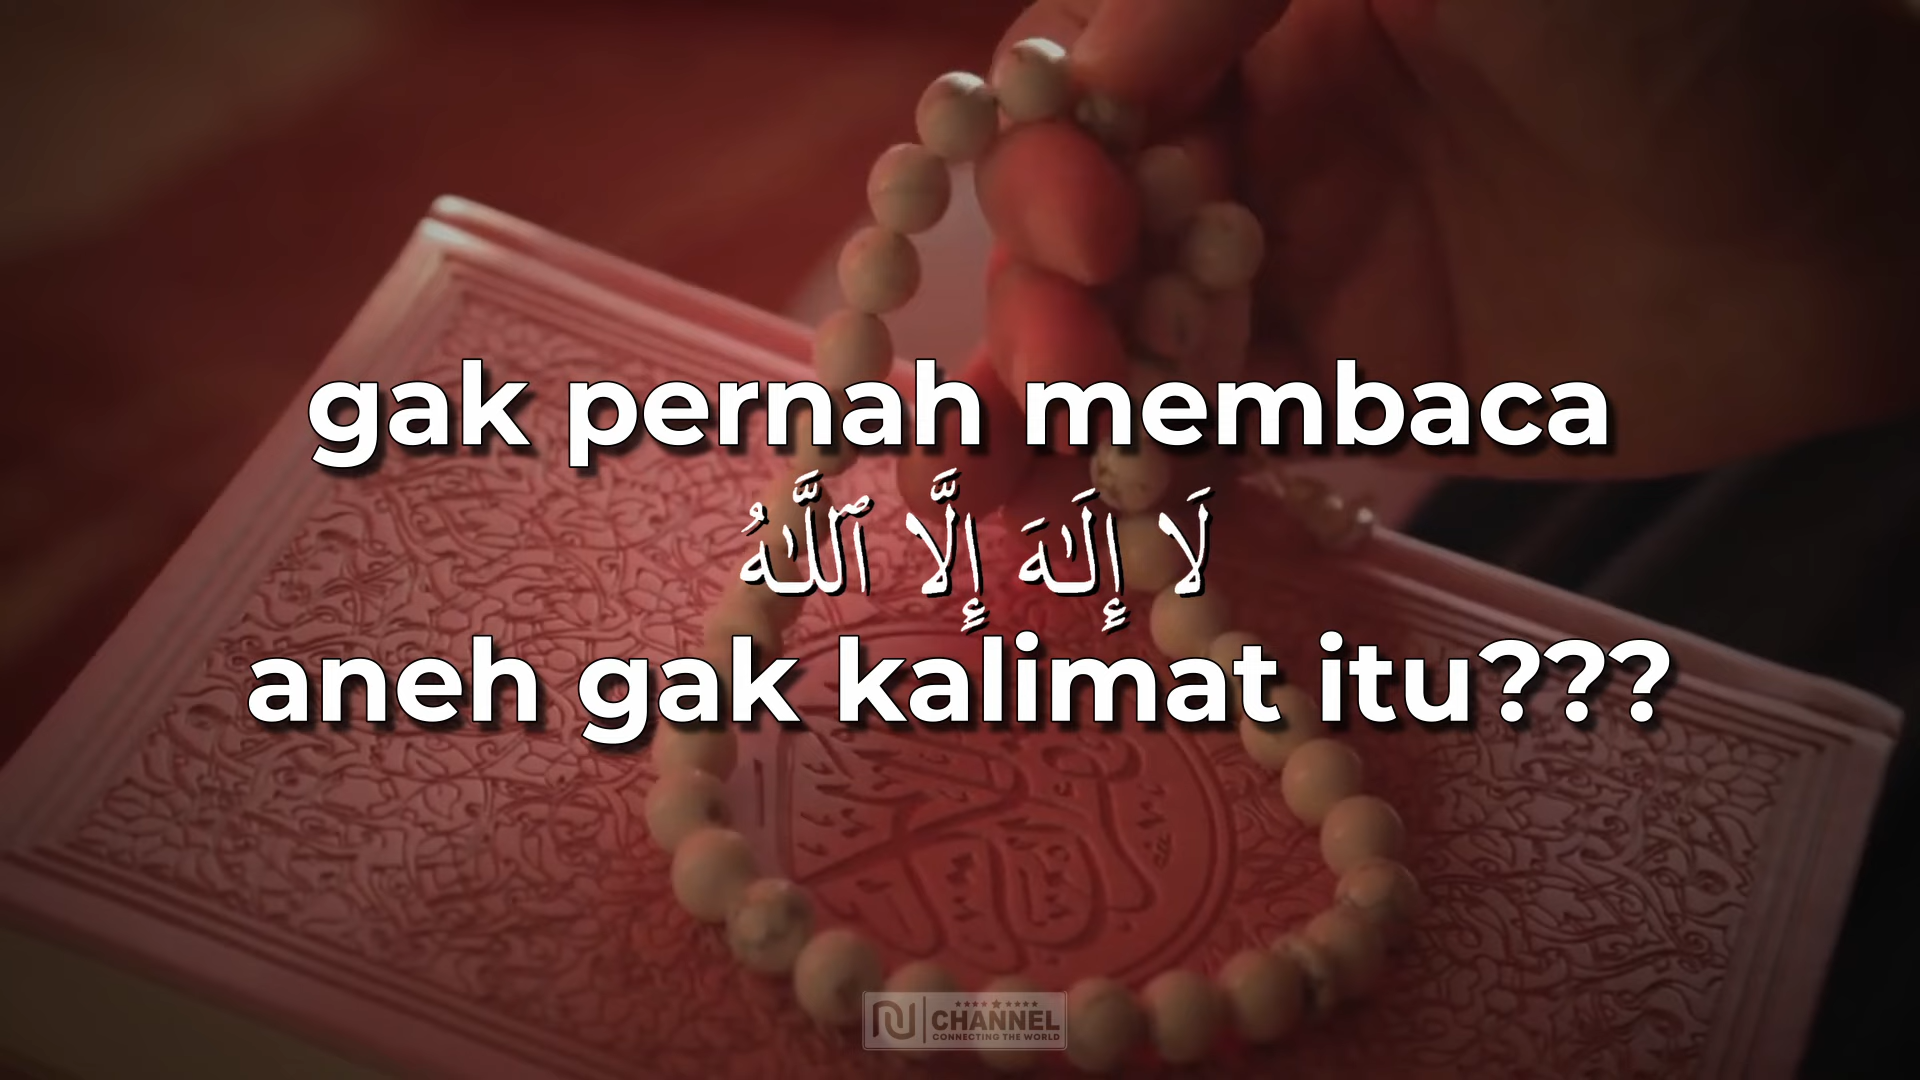 gak pernah membaca
لَا إِلَـٰهَ إِلَّا ٱللَّـٰهُ
aneh gak kalimat itu???
CHANNEL
CONNECTING THE WORLD